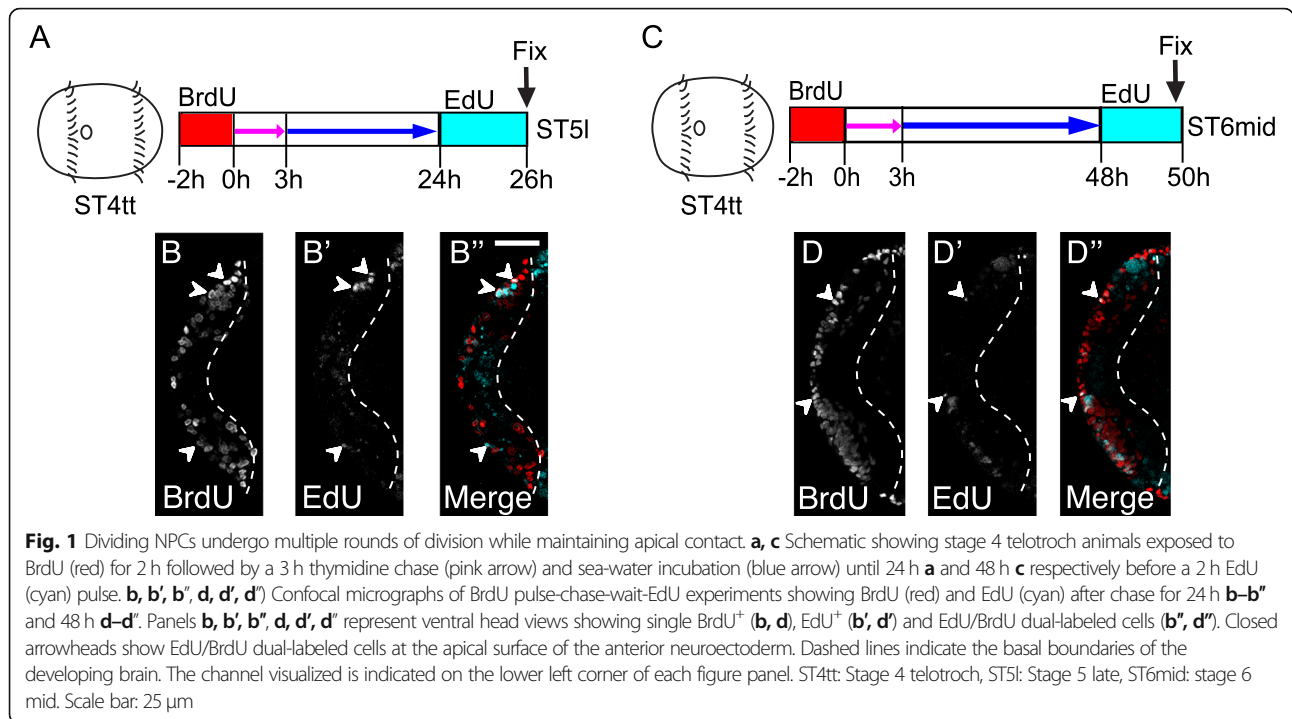 A
BrdU
EdU
Fix
ST5l
-2h 0h 3h 24h 26h
ST4tt
C
BrdU
EdU
Fix
ST6mid
-2h 0h 3h 48h 50h
ST4tt
B
BrdU
B'
EdU
B''
Merge
D
BrdU
D'
EdU
D''
Merge
Fig. 1 Dividing NPCs undergo multiple rounds of division while maintaining apical contact. a, c Schematic showing stage 4 telotroch animals exposed to
BrdU (red) for 2 h followed by a 3 h thymidine chase (pink arrow) and sea-water incubation (blue arrow) until 24 h a and 48 h c respectively before a 2 h EdU
(cyan) pulse. b, b', b'', d, d', d'') Confocal micrographs of BrdU pulse-chase-wait-EdU experiments showing BrdU (red) and EdU (cyan) after chase for 24 h b–b''
and 48 h d–d''. Panels b, b', b'', d, d', d'' represent ventral head views showing single BrdU⁺ (b, d), EdU⁺ (b', d') and EdU/BrdU dual-labeled cells (b'', d''). Closed
arrowheads show EdU/BrdU dual-labeled cells at the apical surface of the anterior neuroectoderm. Dashed lines indicate the basal boundaries of the
developing brain. The channel visualized is indicated on the lower left corner of each figure panel. ST4tt: Stage 4 telotroch, ST5l: Stage 5 late, ST6mid: stage 6
mid. Scale bar: 25 μm